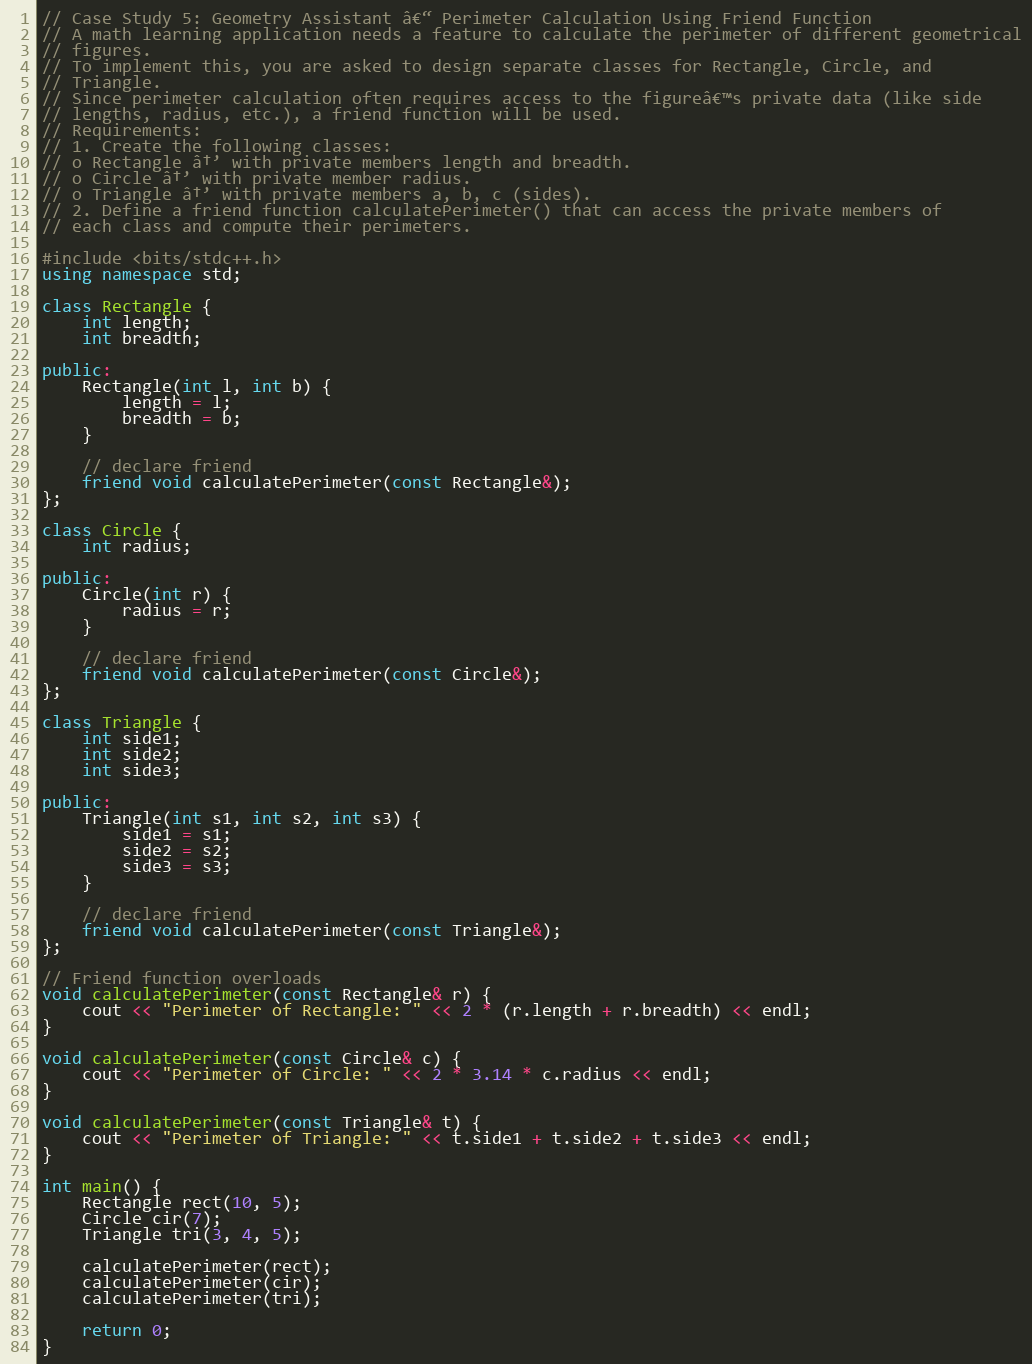 1 // Case Study 5: Geometry Assistant â€“ Perimeter Calculation Using Friend Function
2 // A math learning application needs a feature to calculate the perimeter of different geometrical
3 // figures.
4 // To implement this, you are asked to design separate classes for Rectangle, Circle, and
5 // Triangle.
6 // Since perimeter calculation often requires access to the figureâ€™s private data (like side
7 // lengths, radius, etc.), a friend function will be used.
8 // Requirements:
9 // 1. Create the following classes:
10 // o Rectangle â†’ with private members length and breadth.
11 // o Circle â†’ with private member radius.
12 // o Triangle â†’ with private members a, b, c (sides).
13 // 2. Define a friend function calculatePerimeter() that can access the private members of
14 // each class and compute their perimeters.
15
16 #include <bits/stdc++.h>
17 using namespace std;
18
19 class Rectangle {
20     int length;
21     int breadth;
22
23 public:
24     Rectangle(int l, int b) {
25         length = l;
26         breadth = b;
27     }
28
29     // declare friend
30     friend void calculatePerimeter(const Rectangle&);
31 };
32
33 class Circle {
34     int radius;
35
36 public:
37     Circle(int r) {
38         radius = r;
39     }
40
41     // declare friend
42     friend void calculatePerimeter(const Circle&);
43 };
44
45 class Triangle {
46     int side1;
47     int side2;
48     int side3;
49
50 public:
51     Triangle(int s1, int s2, int s3) {
52         side1 = s1;
53         side2 = s2;
54         side3 = s3;
55     }
56
57     // declare friend
58     friend void calculatePerimeter(const Triangle&);
59 };
60
61 // Friend function overloads
62 void calculatePerimeter(const Rectangle& r) {
63     cout << "Perimeter of Rectangle: " << 2 * (r.length + r.breadth) << endl;
64 }
65
66 void calculatePerimeter(const Circle& c) {
67     cout << "Perimeter of Circle: " << 2 * 3.14 * c.radius << endl;
68 }
69
70 void calculatePerimeter(const Triangle& t) {
71     cout << "Perimeter of Triangle: " << t.side1 + t.side2 + t.side3 << endl;
72 }
73
74 int main() {
75     Rectangle rect(10, 5);
76     Circle cir(7);
77     Triangle tri(3, 4, 5);
78
79     calculatePerimeter(rect);
80     calculatePerimeter(cir);
81     calculatePerimeter(tri);
82
83     return 0;
84 }